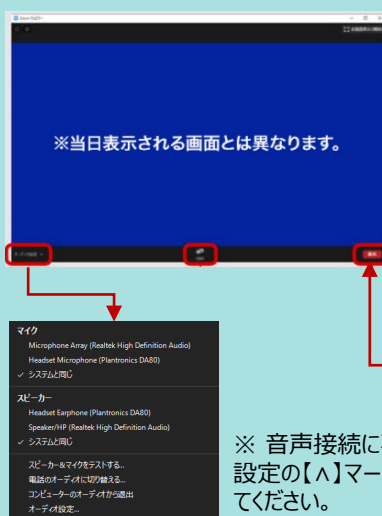 ※当日表示される画面とは異なります。
マイク
Microphone Array (Realtek High Definition Audio)
Headset Microphone (Plantronics DA80)
✓ システムと同じ
スピーカー
Headset Earphone (Plantronics DA80)
Speaker/HP (Realtek High Definition Audio)
✓ システムと同じ
スピーカー&マイクをテストする...
電話のオーディオに切り替える...
コンピューターのオーディオから退出
オーディオ設定...
※ 音声接続に
設定の【∧】マー
てください。